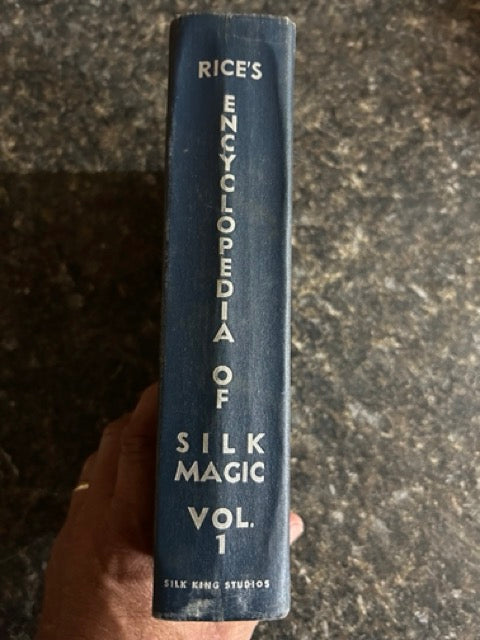 RICE'S
ENCYCLOPEDIA OF
SILK
MAGIC
VOL.
1
SILK KING STUDIOS